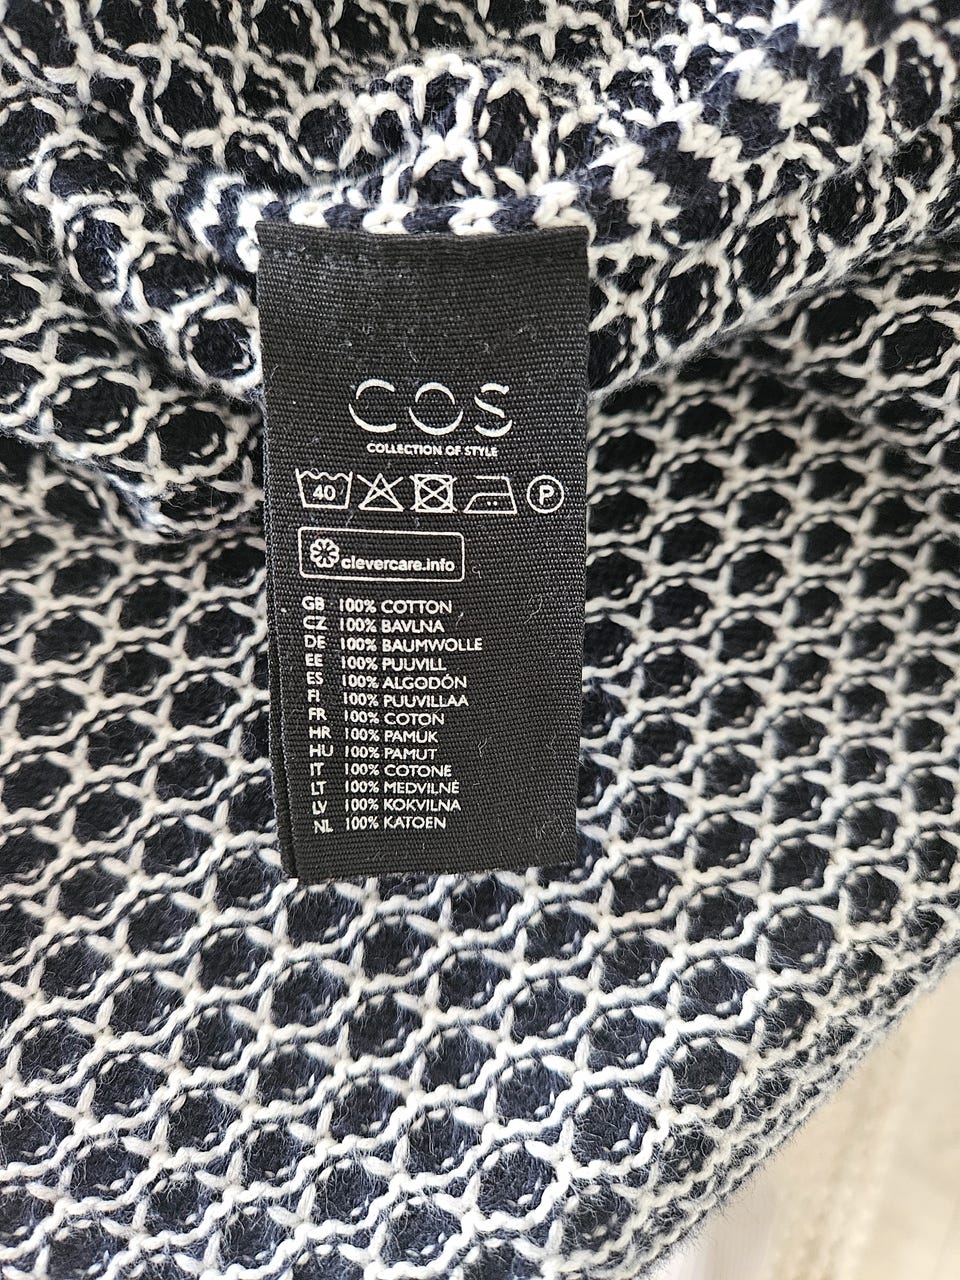 COS
COLLECTION OF STYLE
40 P
clevercare.info
GB 100% COTTON
CZ 100% BAVLNA
DE 100% BAUMWOLLE
EE 100% PUUVILL
ES 100% ALGODÓN
FI 100% PUUVILLAA
FR 100% COTON
HR 100% PAMUK
HU 100% PAMUT
IT 100% COTONE
LT 100% MEDVILNĖ
LV 100% KOKVILNA
NL 100% KATOEN